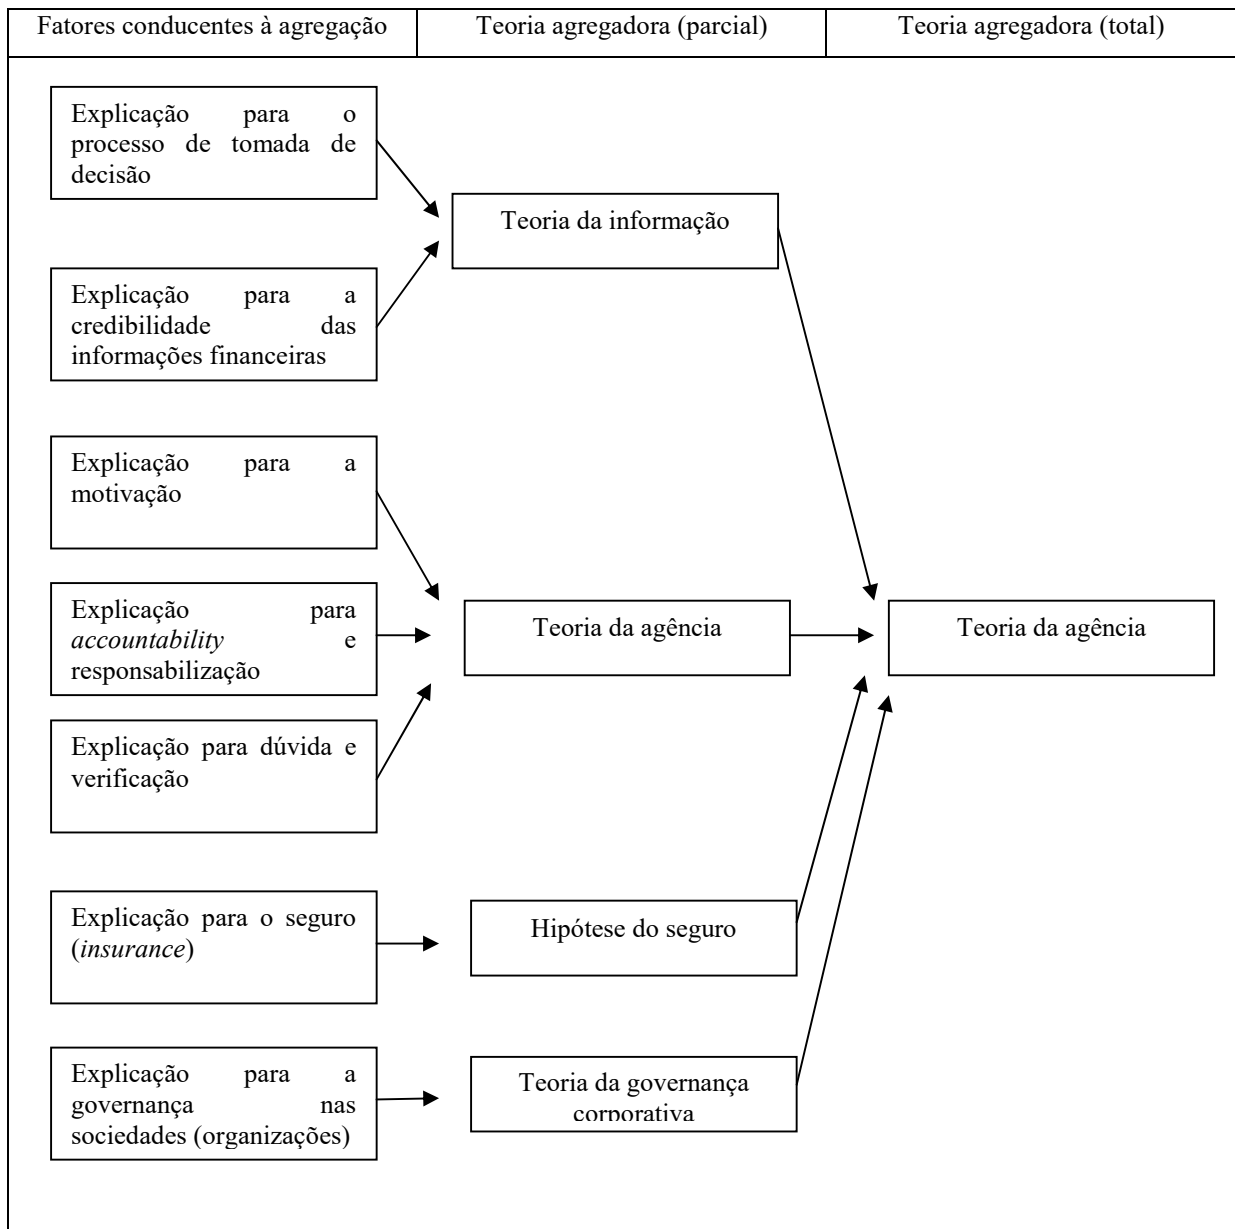 Fatores conducentes à agregação
Teoria agregadora (parcial)
Teoria agregadora (total)
Explicação para o
processo de tomada de
decisão
Teoria da informação
Explicação para a
credibilidade das
informações financeiras
Explicação para a
motivação
Explicação para
accountability e
responsabilização
Teoria da agência
Teoria da agência
Explicação para dúvida e
verificação
Explicação para o seguro
(insurance)
Hipótese do seguro
Explicação para a
governança nas
sociedades (organizações)
Teoria da governança
corporativa